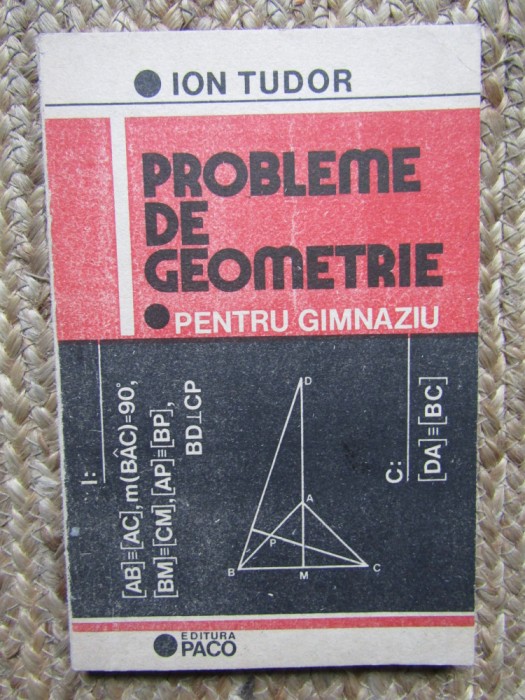 ION TUDOR
PROBLEME
DE
GEOMETRIE
PENTRU GIMNAZIU
I:
[AB]≡[AC], m(BÂC)=90°,
[BM]≡[CM], [AP]≡[BP],
BD⊥CP
D
A
P
B
M
C
C:
[DA]≡[BC]
EDITURA
PACO